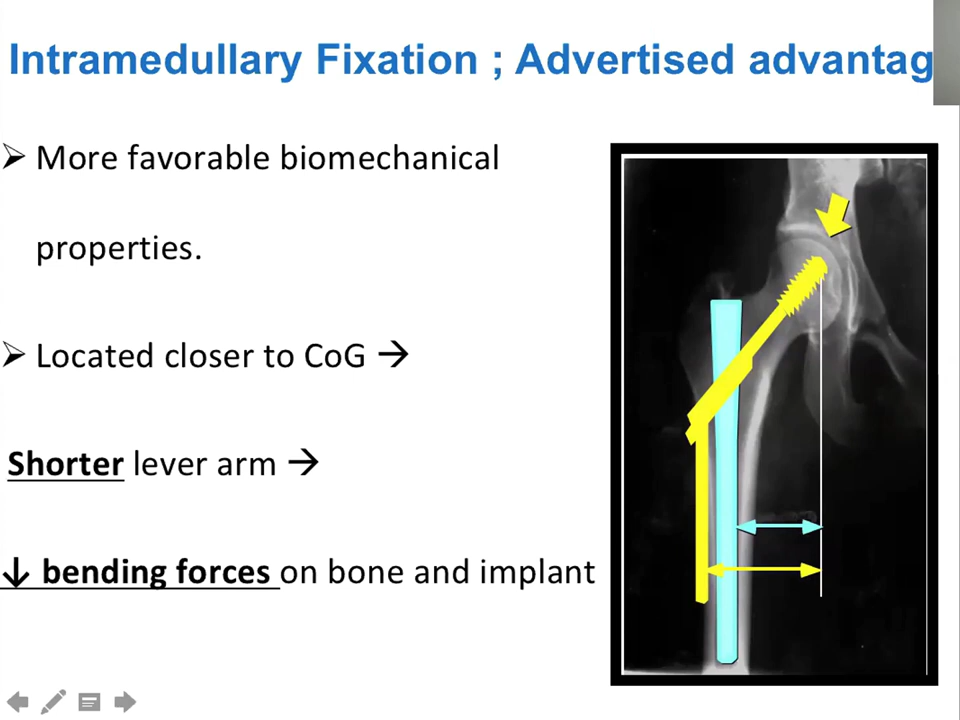 Intramedullary Fixation ; Advertised advantag
➢ More favorable biomechanical
properties.
➢ Located closer to CoG →
Shorter lever arm →
↓ bending forces on bone and implant